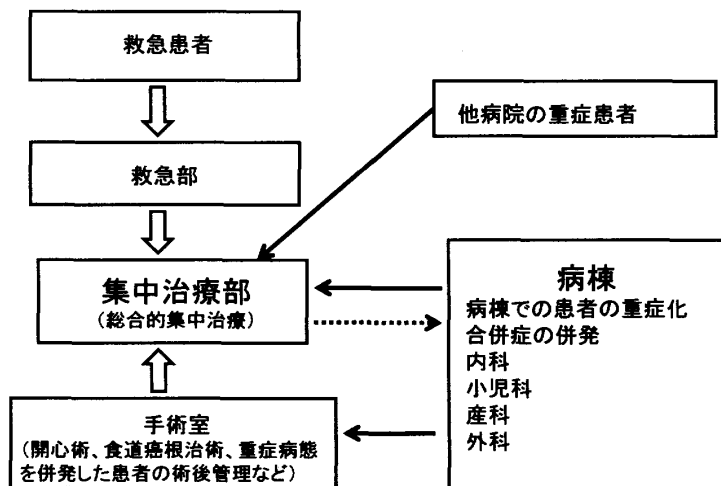 救急患者
他病院の重症患者
救急部
集中治療部
（総合的集中治療）
病棟
病棟での患者の重症化
合併症の併発
内科
小児科
産科
外科
手術室
（開心術、食道癌根治術、重症病態
を併発した患者の術後管理など）